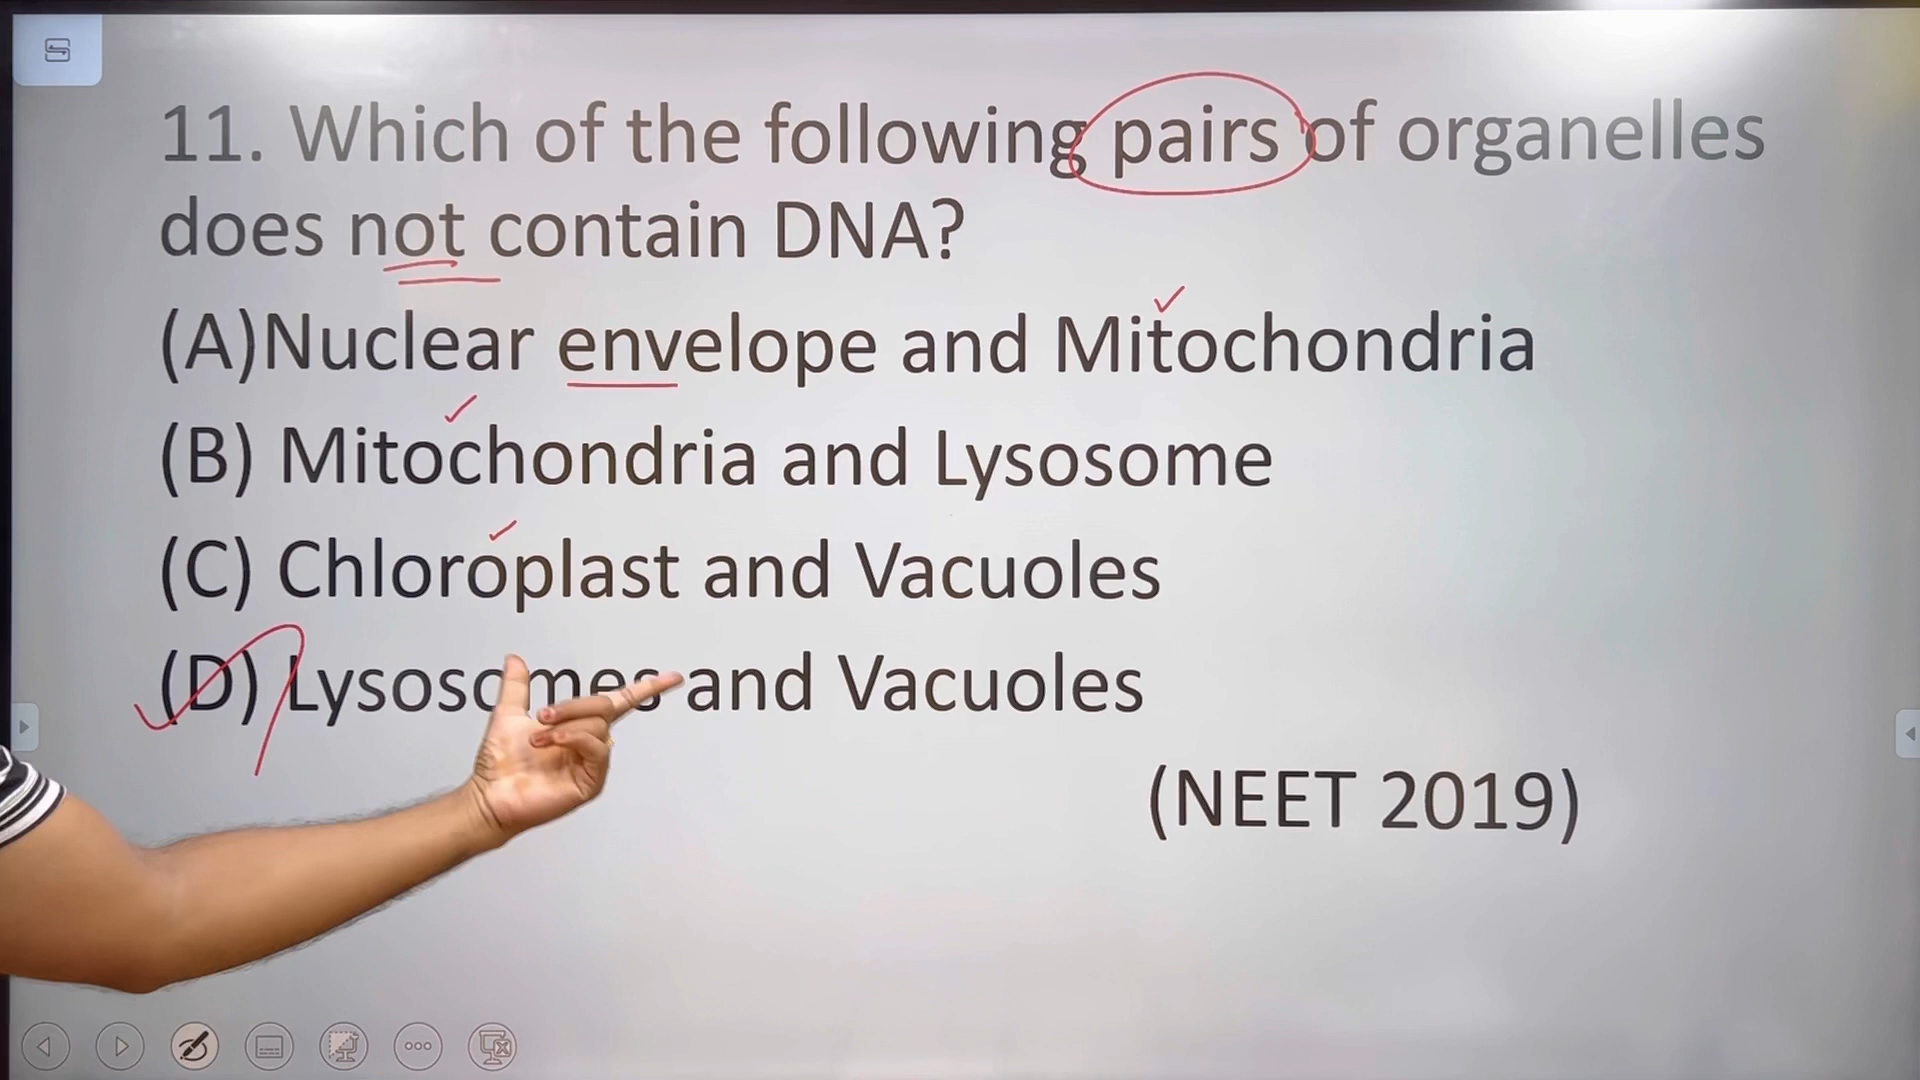 11. Which of the following pairs of organelles
does not contain DNA?
(A)Nuclear envelope and Mitochondria
(B) Mitochondria and Lysosome
(C) Chloroplast and Vacuoles
(D) Lysosomes and Vacuoles
(NEET 2019)